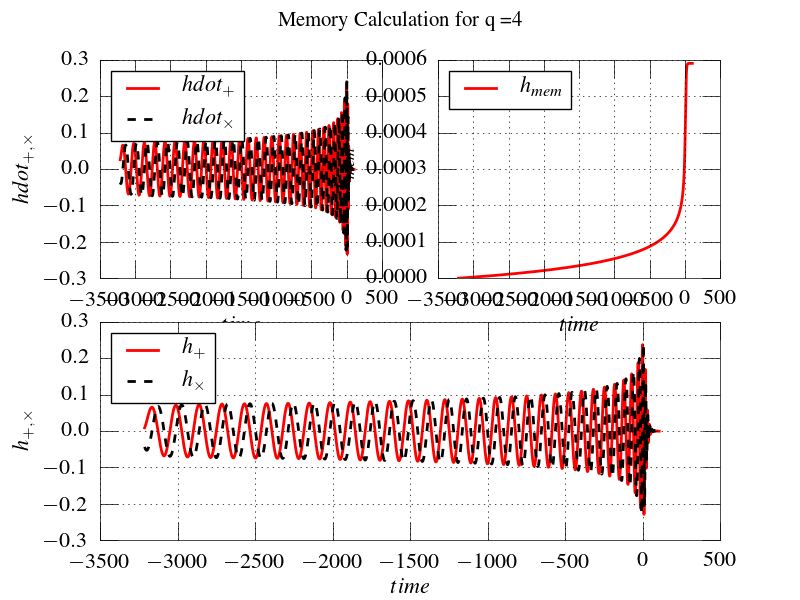 Memory Calculation for q =4
0.3
0.2
0.1
0.0
−0.1
−0.2
−0.3
hdot+,×
hdot+
hdot×
−3500−3000−2500−2000−1500−1000−500 0 500
time
0.0006
0.0005
0.0004
0.0003
0.0002
0.0001
0.0000
hmem
−3500−3000−2500−2000−1500−1000−500 0 500
time
0.3
0.2
0.1
0.0
−0.1
−0.2
−0.3
h+,×
h+
h×
−3500 −3000 −2500 −2000 −1500 −1000 −500 0 500
time